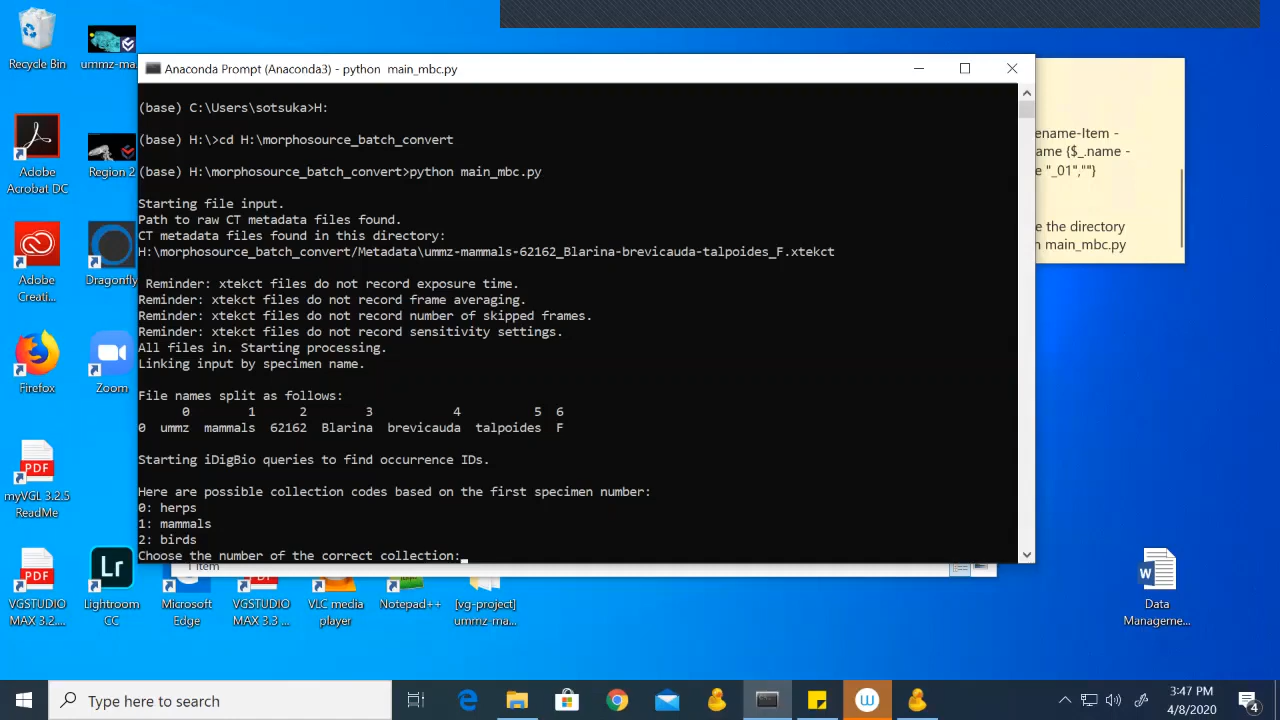 Recycle Bin
ummz-ma...
Adobe
Acrobat DC
Region 2
Adobe
Creati...
Dragonfly
Firefox
Zoom
myVGL 3.2.5
ReadMe
VGSTUDIO
MAX 3.2....
Lightroom
CC
Microsoft
Edge
VGSTUDIO
MAX 3.3 ...
VLC media
player
Notepad++
[vg-project]
ummz-ma...
Data
Manageme...
Anaconda Prompt (Anaconda3) - python  main_mbc.py
(base) C:\Users\sotsuka>H:
(base) H:\>cd H:\morphosource_batch_convert
(base) H:\morphosource_batch_convert>python main_mbc.py
Starting file input.
Path to raw CT metadata files found.
CT metadata files found in this directory:
H:\morphosource_batch_convert/Metadata\ummz-mammals-62162_Blarina-brevicauda-talpoides_F.xtekct
Reminder: xtekct files do not record exposure time.
Reminder: xtekct files do not record frame averaging.
Reminder: xtekct files do not record number of skipped frames.
Reminder: xtekct files do not record sensitivity settings.
All files in. Starting processing.
Linking input by specimen name.
File names split as follows:
0 1 2 3 4 5 6
0 ummz mammals 62162 Blarina brevicauda talpoides F
Starting iDigBio queries to find occurrence IDs.
Here are possible collection codes based on the first specimen number:
0: herps
1: mammals
2: birds
Choose the number of the correct collection:
1 item
ename-Item -
ame {$_.name -
e "_01",""}
e the directory
n main_mbc.py
PDF
PDF
PDF
Lr
W
Type here to search
3:47 PM
4/8/2020
4